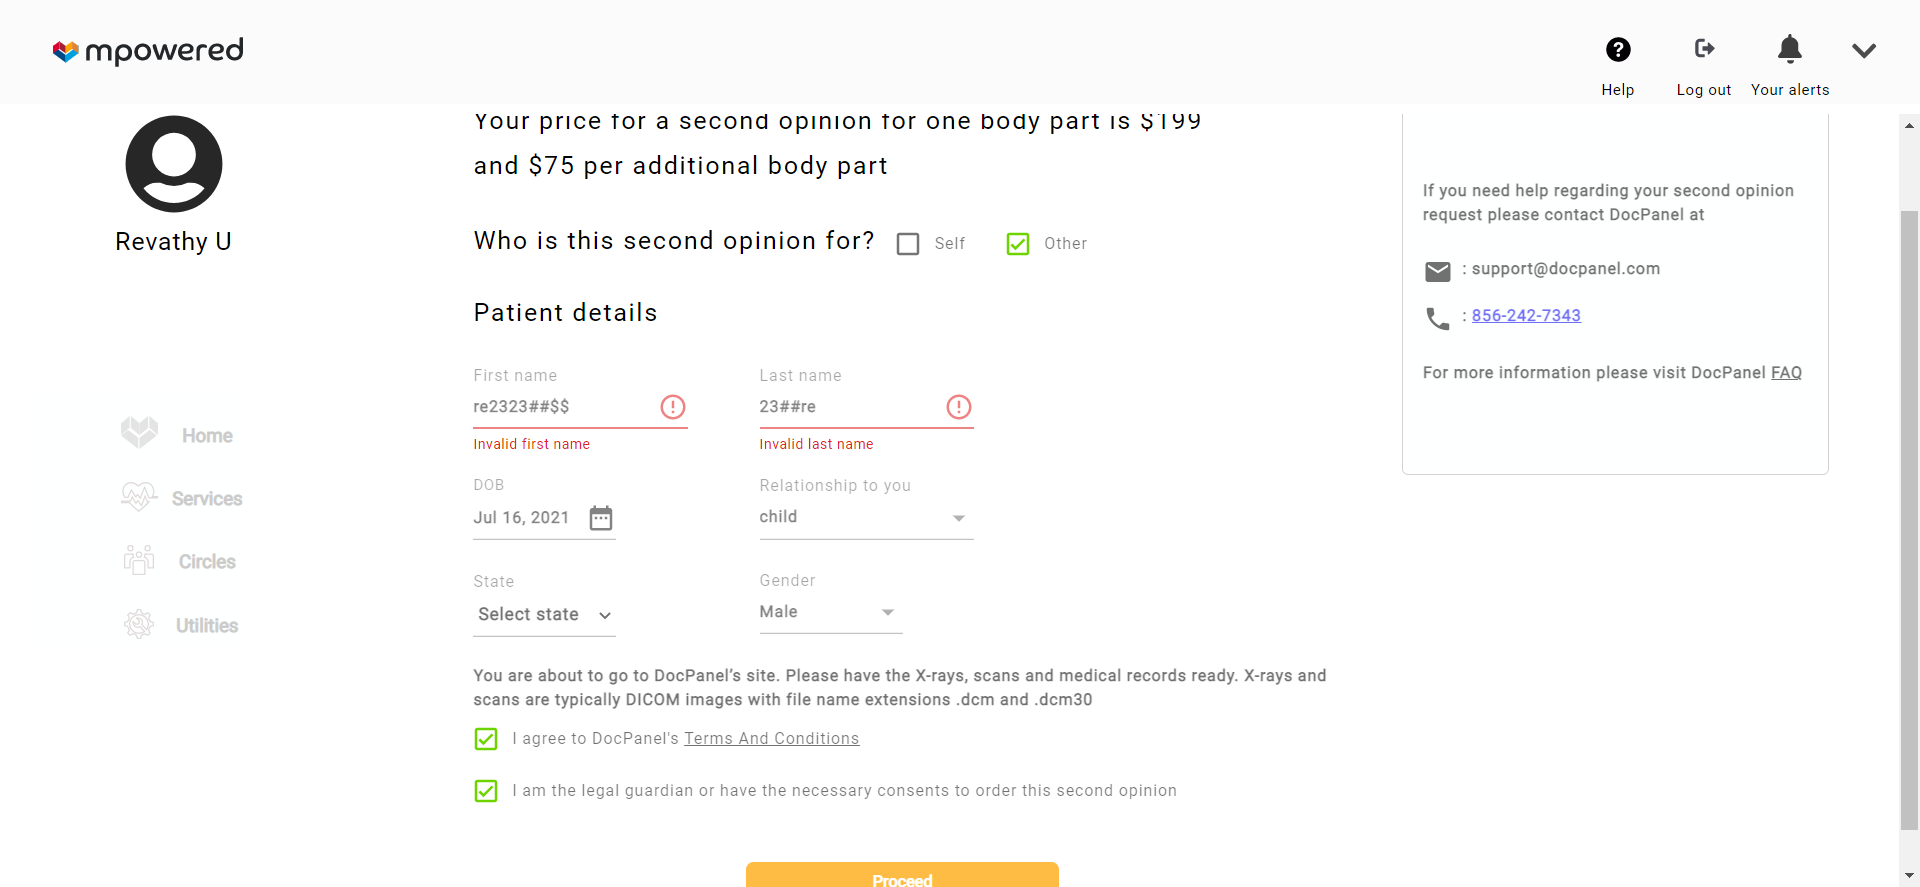 mpowered
Help
Log out
Your alerts
Revathy U
Home
Services
Circles
Utilities
Your price for a second opinion for one body part is $199
and $75 per additional body part
Who is this second opinion for? Self Other
Patient details
First name Last name
re2323##$$ 23##re
Invalid first name Invalid last name
DOB Relationship to you
Jul 16, 2021 child
State Gender
Select state Male
You are about to go to DocPanel’s site. Please have the X-rays, scans and medical records ready. X-rays and
scans are typically DICOM images with file name extensions .dcm and .dcm30
I agree to DocPanel's Terms And Conditions
I am the legal guardian or have the necessary consents to order this second opinion
Proceed
If you need help regarding your second opinion
request please contact DocPanel at
: support@docpanel.com
: 856-242-7343
For more information please visit DocPanel FAQ